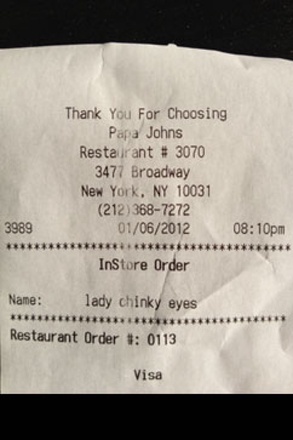 Thank You For Choosing
Papa Johns
Restaurant # 3070
3477 Broadway
New York, NY 10031
(212)368-7272
3989 01/06/2012 08:10pm
****************************************
InStore Order
Name: lady chinky eyes
****************************************
Restaurant Order #: 0113
Visa